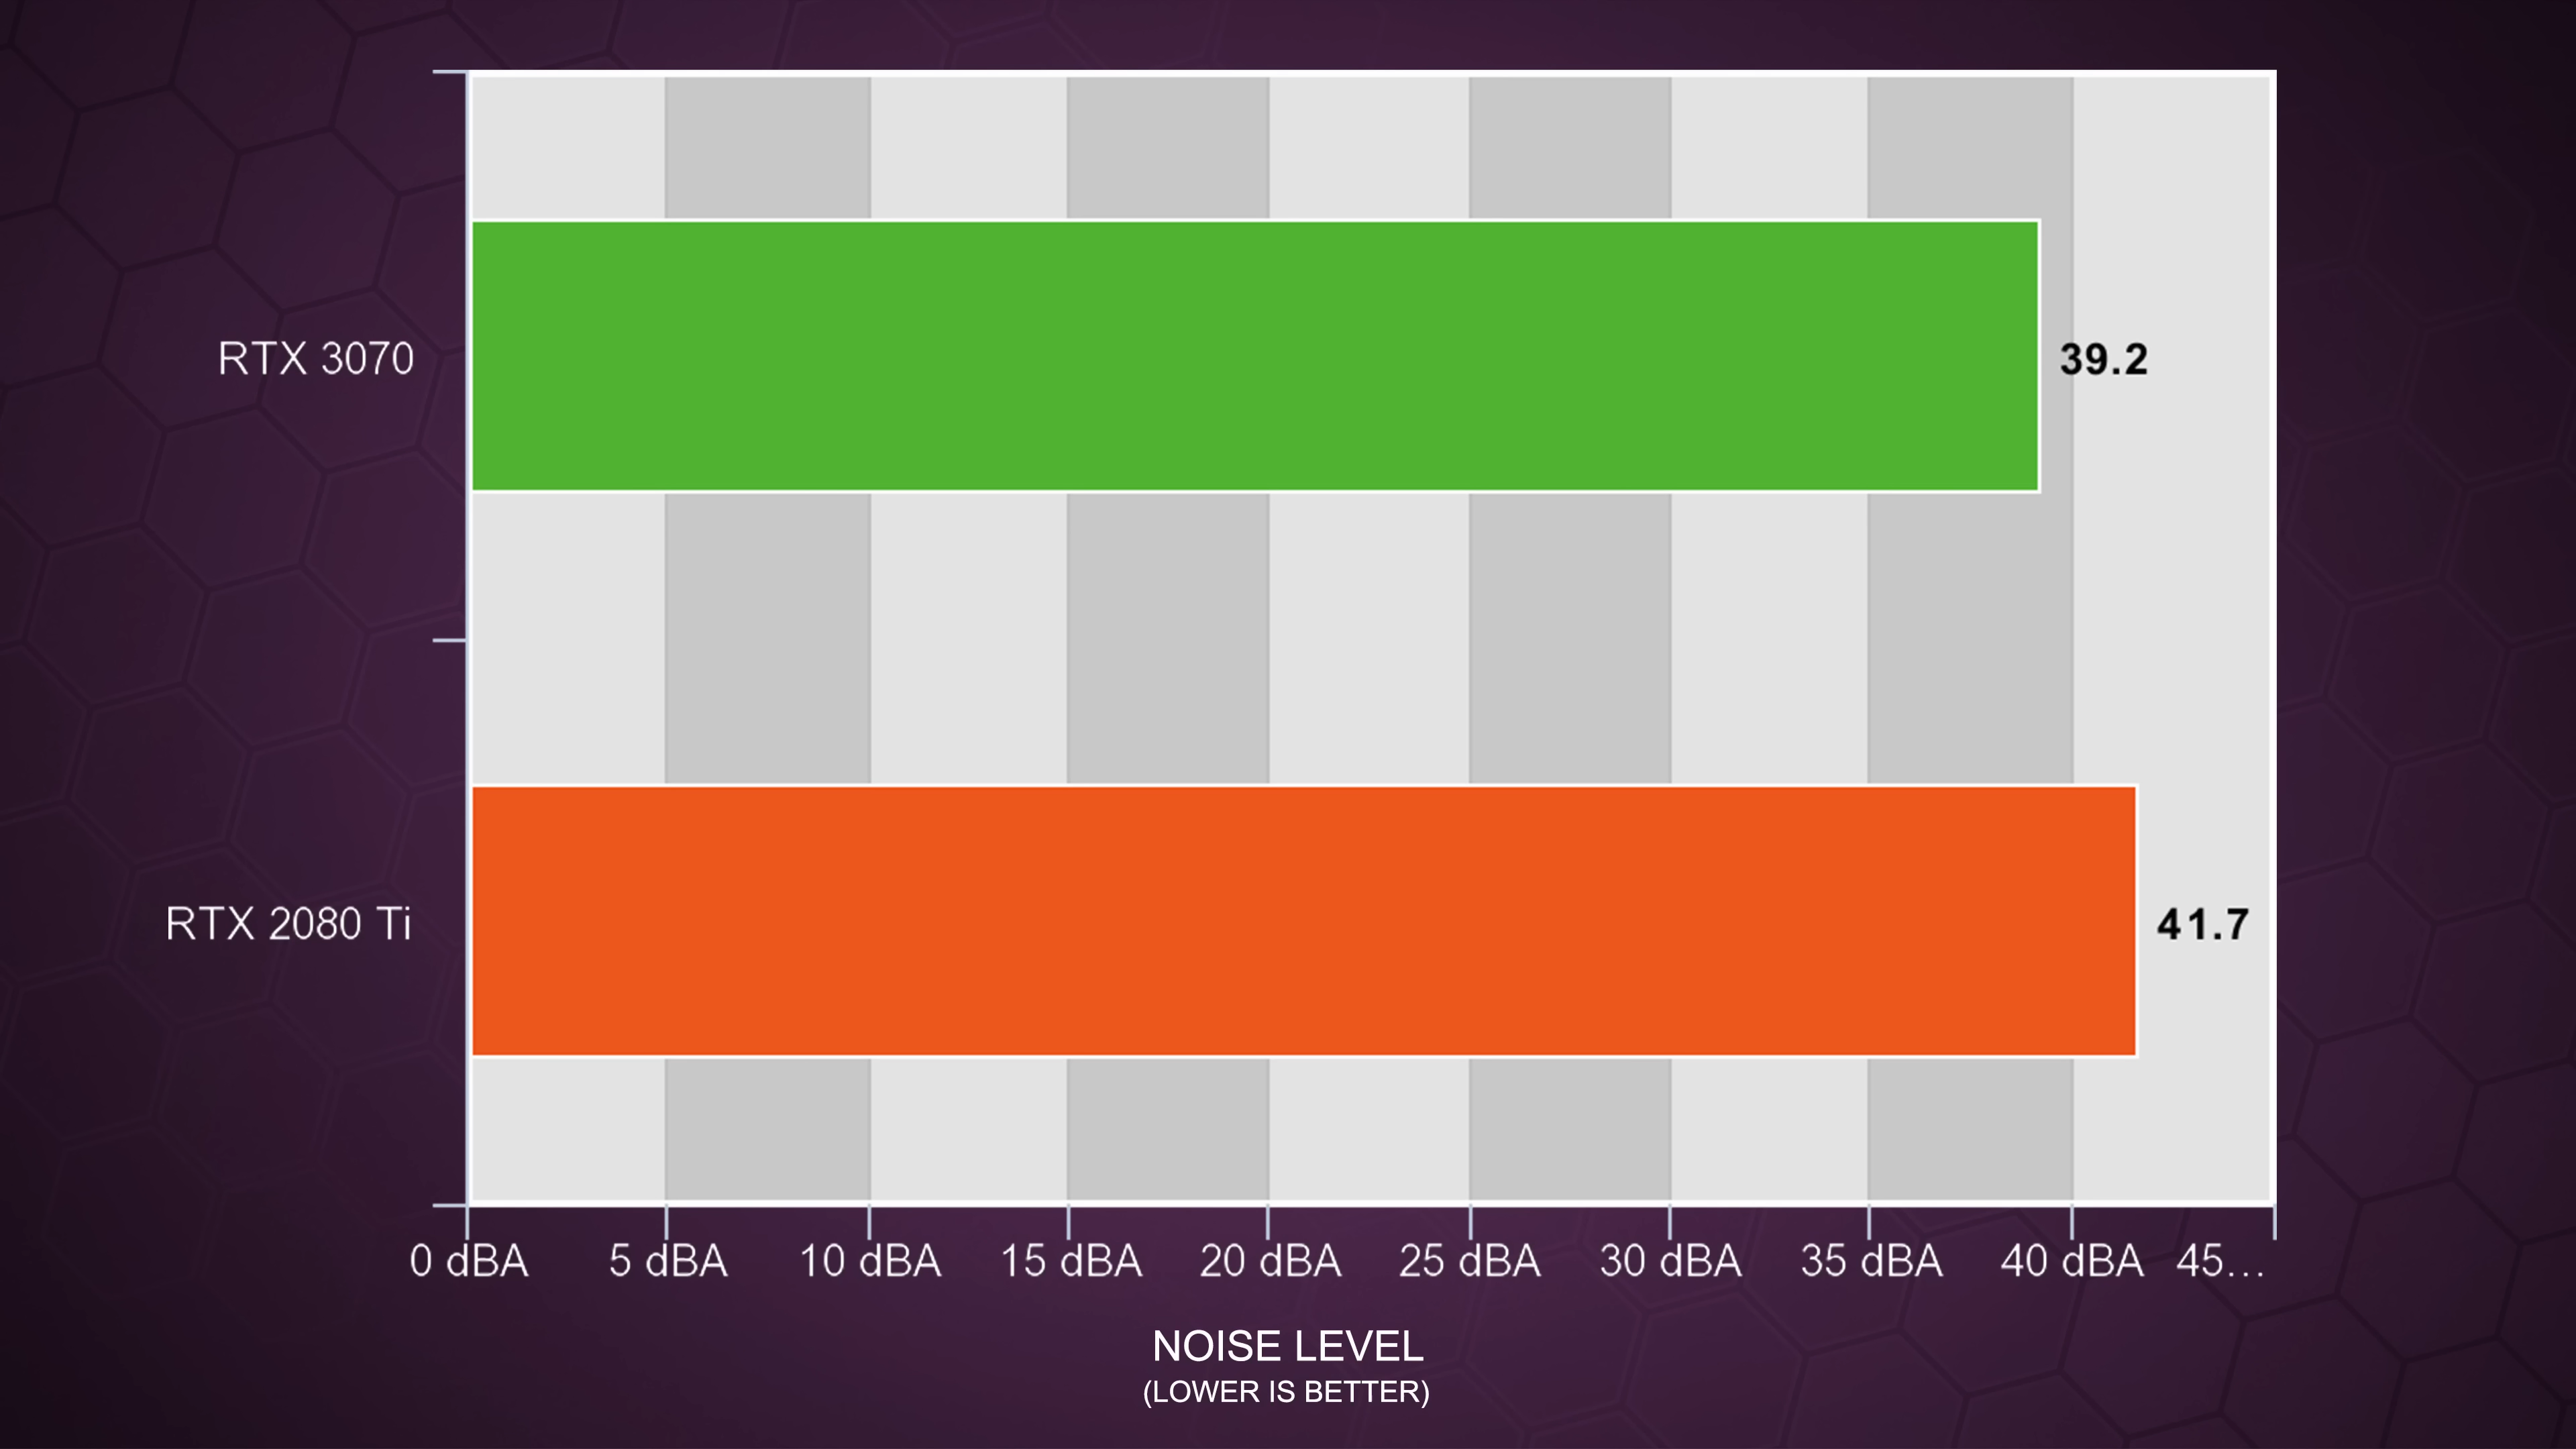 RTX 3070
39.2
RTX 2080 Ti
41.7
0 dBA 5 dBA 10 dBA 15 dBA 20 dBA 25 dBA 30 dBA 35 dBA 40 dBA 45...
NOISE LEVEL
(LOWER IS BETTER)